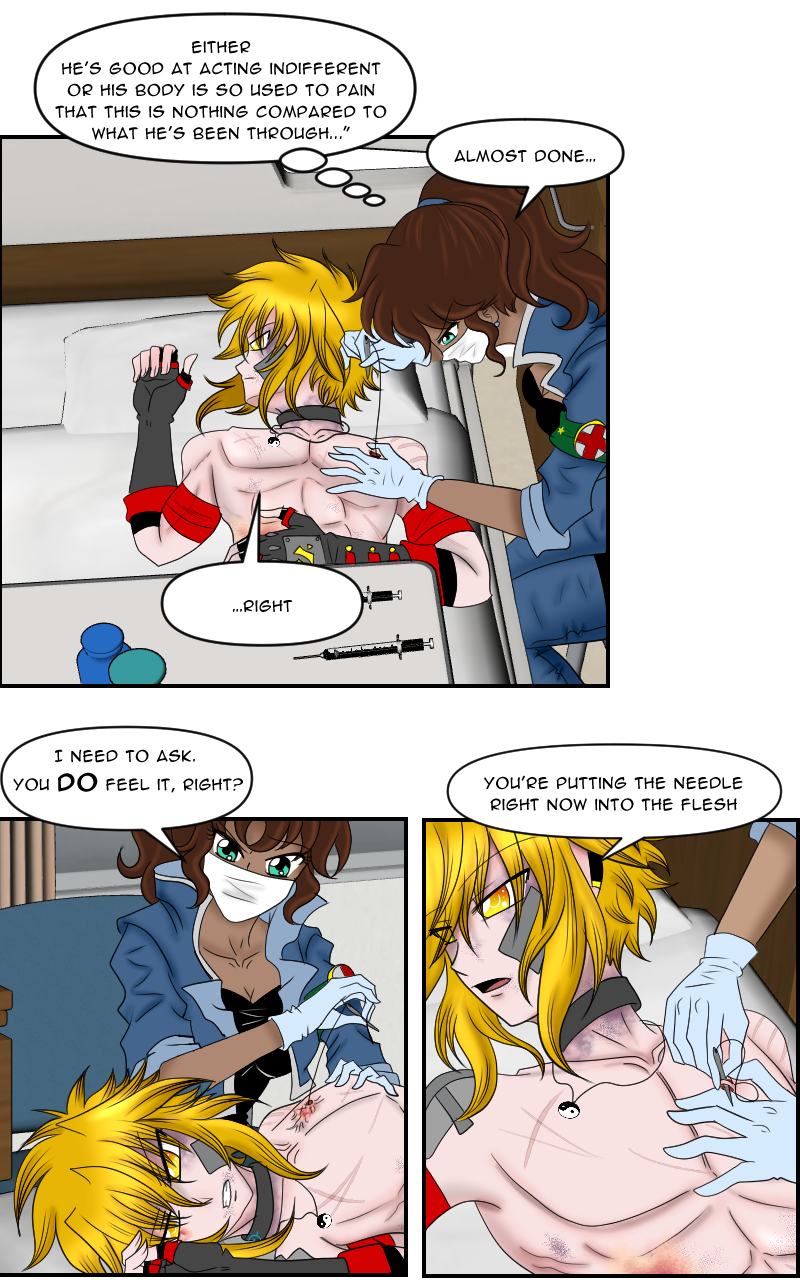 EITHER
HE'S GOOD AT ACTING INDIFFERENT
OR HIS BODY IS SO USED TO PAIN
THAT THIS IS NOTHING COMPARED TO
WHAT HE'S BEEN THROUGH..."
ALMOST DONE...
...RIGHT
I NEED TO ASK.
YOU DO FEEL IT, RIGHT?
YOU'RE PUTTING THE NEEDLE
RIGHT NOW INTO THE FLESH